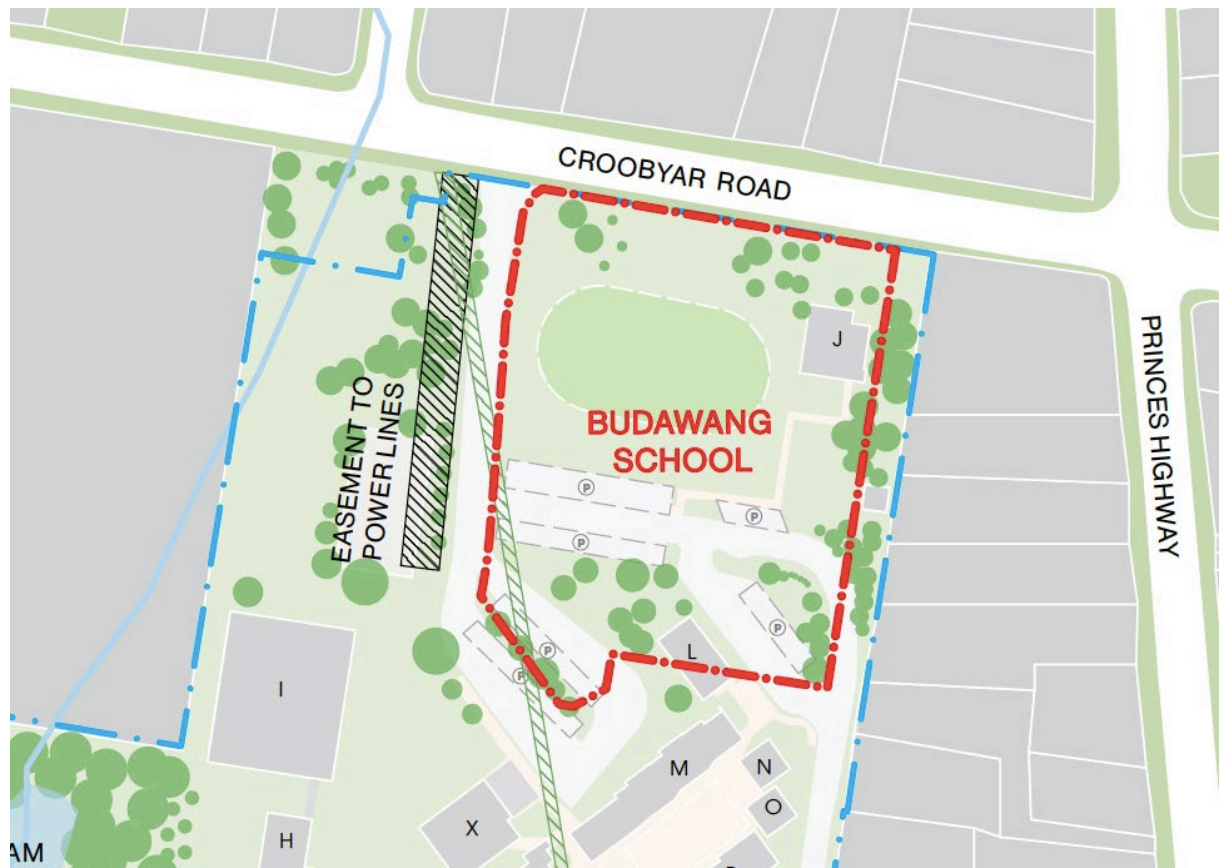 CROOBYAR ROAD
PRINCES HIGHWAY
J
BUDAWANG
SCHOOL
EASEMENT TO
POWER LINES
P
P
P
P
P
P
L
I
M
N
O
X
H
AM